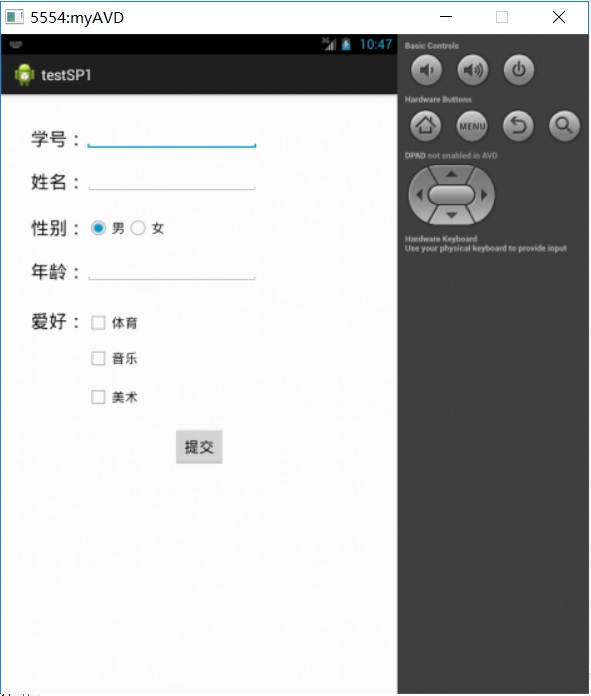 5554:myAVD
3G 10:47
testSP1
学号：
姓名：
性别： 男 女
年龄：
爱好： 体育
音乐
美术
提交
Basic Controls
Hardware Buttons
MENU
DPAD not enabled in AVD
Hardware Keyboard
Use your physical keyboard to provide input